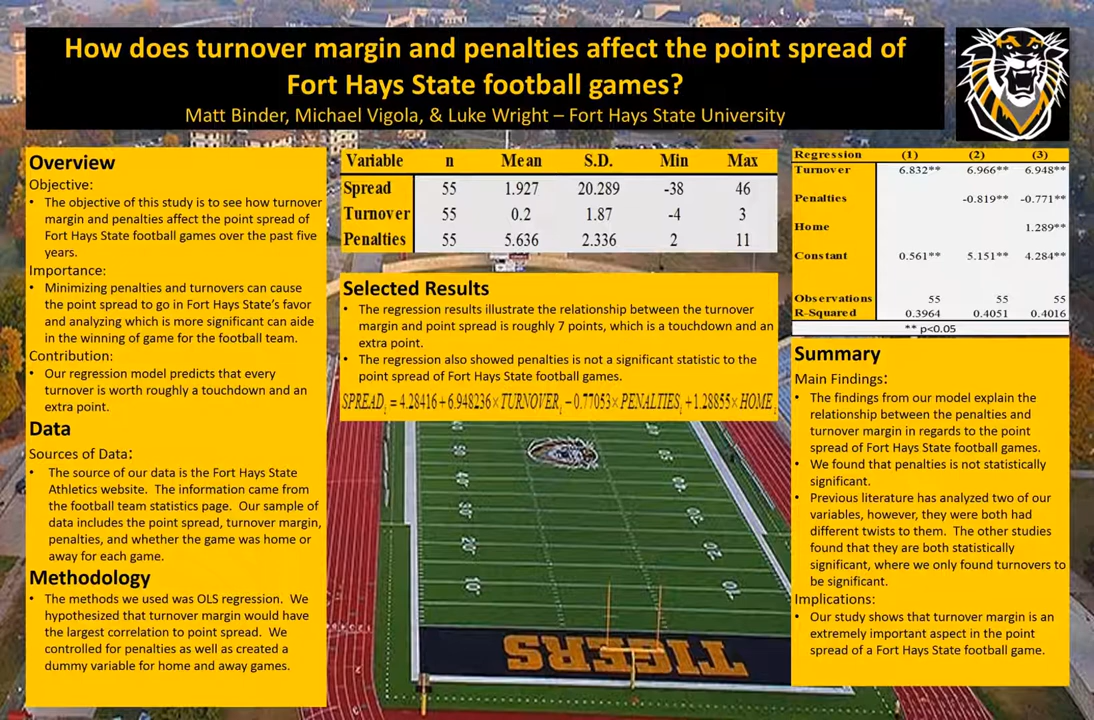 How does turnover margin and penalties affect the point spread of
Fort Hays State football games?
Matt Binder, Michael Vigola, & Luke Wright – Fort Hays State University
Overview
Objective:
• The objective of this study is to see how turnover
margin and penalties affect the point spread of
Fort Hays State football games over the past five
years.
Importance:
• Minimizing penalties and turnovers can cause
the point spread to go in Fort Hays State's favor
and analyzing which is more significant can aide
in the winning of game for the football team.
Contribution:
• Our regression model predicts that every
turnover is worth roughly a touchdown and an
extra point.
Data
Sources of Data:
• The source of our data is the Fort Hays State
Athletics website. The information came from
the football team statistics page. Our sample of
data includes the point spread, turnover margin,
penalties, and whether the game was home or
away for each game.
Methodology
• The methods we used was OLS regression. We
hypothesized that turnover margin would have
the largest correlation to point spread. We
controlled for penalties as well as created a
dummy variable for home and away games.
Variable n Mean S.D. Min Max
Spread 55 1.927 20.289 -38 46
Turnover 55 0.2 1.87 -4 3
Penalties 55 5.636 2.336 2 11
Selected Results
• The regression results illustrate the relationship between the turnover
margin and point spread is roughly 7 points, which is a touchdown and an
extra point.
• The regression also showed penalties is not a significant statistic to the
point spread of Fort Hays State football games.
SPREADᵢ = 4.28416+6.948236×TURNOVERᵢ −0.77053×PENALTIESᵢ +1.28855×HOMEᵢ
50 40 30 20 10
TIGERS
Regression (1) (2) (3)
Turnover 6.832** 6.966** 6.948**
Penalties -0.819** -0.771**
Home 1.289**
Constant 0.561** 5.151** 4.284**
Observations 55 55 55
R-Squared 0.3964 0.4051 0.4016
** p<0.05
Summary
Main Findings:
• The findings from our model explain the
relationship between the penalties and
turnover margin in regards to the point
spread of Fort Hays State football games.
• We found that penalties is not statistically
significant.
• Previous literature has analyzed two of our
variables, however, they were both had
different twists to them. The other studies
found that they are both statistically
significant, where we only found turnovers to
be significant.
Implications:
• Our study shows that turnover margin is an
extremely important aspect in the point
spread of a Fort Hays State football game.